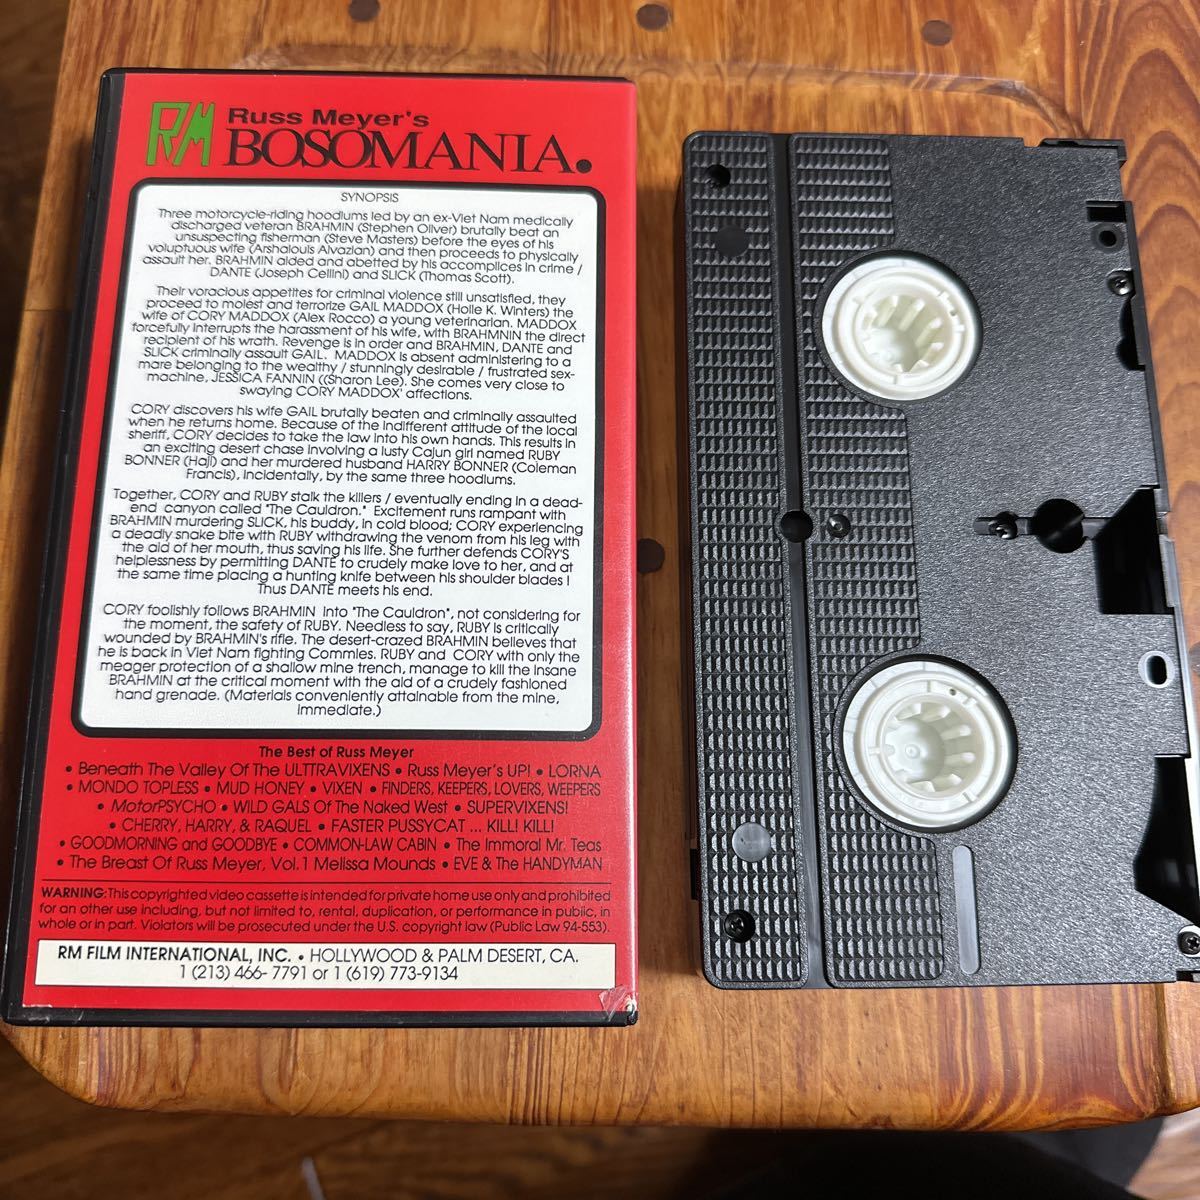 RM Russ Meyer's
BOSOMANIA.
SYNOPSIS
Three motorcycle-riding hoodlums led by an ex-Viet Nam medically
discharged veteran BRAHMIN (Stephen Oliver) brutally beat an
unsuspecting fisherman (Steve Masters) before the eyes of his
voluptuous wife (Arshalouis Aivazian) and then proceeds to physically
assault her. BRAHMIN aided and abetted by his accomplices in crime /
DANTE (Joseph Cellini) and SLICK (Thomas Scott).
Their voracious appetites for criminal violence still unsatisfied, they
proceed to molest and terrorize GAIL MADDOX (Holle K. Winters) the
wife of CORY MADDOX (Alex Rocco) a young veterinarian. MADDOX
forcefully interrupts the harassment of his wife, with BRAHMNIN the direct
recipient of his wrath. Revenge is in order and BRAHMIN, DANTE and
SLICK criminally assault GAIL. MADDOX is absent administering to a
mare belonging to the wealthy / stunningly desirable / frustrated sex-
machine, JESSICA FANNIN ((Sharon Lee). She comes very close to
swaying CORY MADDOX' affections.
CORY discovers his wife GAIL brutally beaten and criminally assaulted
when he returns home. Because of the indifferent attitude of the local
sheriff, CORY decides to take the law into his own hands. This results in
an exciting desert chase involving a lusty Cajun girl named RUBY
BONNER (Haji) and her murdered husband HARRY BONNER (Coleman
Francis), incidentally, by the same three hoodlums.
Together, CORY and RUBY stalk the killers / eventually ending in a dead-
end canyon called "The Cauldron." Excitement runs rampant with
BRAHMIN murdering SLICK, his buddy, in cold blood; CORY experiencing
a deadly snake bite with RUBY withdrawing the venom from his leg with
the aid of her mouth, thus saving his life. She further defends CORY'S
helplessness by permitting DANTE to crudely make love to her, and at
the same time placing a hunting knife between his shoulder blades !
Thus DANTE meets his end.
CORY foolishly follows BRAHMIN into "The Cauldron", not considering for
the moment, the safety of RUBY. Needless to say, RUBY is critically
wounded by BRAHMIN's rifle. The desert-crazed BRAHMIN believes that
he is back in Viet Nam fighting Commies. RUBY and CORY with only the
meager protection of a shallow mine trench, manage to kill the insane
BRAHMIN at the critical moment with the aid of a crudely fashioned
hand grenade. (Materials conveniently attainable from the mine,
immediate.)
The Best of Russ Meyer
• Beneath The Valley Of The ULTTRAVIXENS • Russ Meyer's UP! • LORNA
• MONDO TOPLESS • MUD HONEY • VIXEN • FINDERS, KEEPERS, LOVERS, WEEPERS
• MotorPSYCHO • WILD GALS Of The Naked West • SUPERVIXENS!
• CHERRY, HARRY, & RAQUEL • FASTER PUSSYCAT ... KILL! KILL!
• GOODMORNING and GOODBYE • COMMON-LAW CABIN • The Immoral Mr. Teas
• The Breast Of Russ Meyer, Vol. 1 Melissa Mounds • EVE & The HANDYMAN
WARNING: This copyrighted video cassette is intended for private home use only and prohibited
for an other use including, but not limited to, rental, duplication, or performance in public, in
whole or in part. Violators will be prosecuted under the U.S. copyright law (Public Law 94-553).
RM FILM INTERNATIONAL, INC. • HOLLYWOOD & PALM DESERT, CA.
1 (213) 466- 7791 or 1 (619) 773-9134